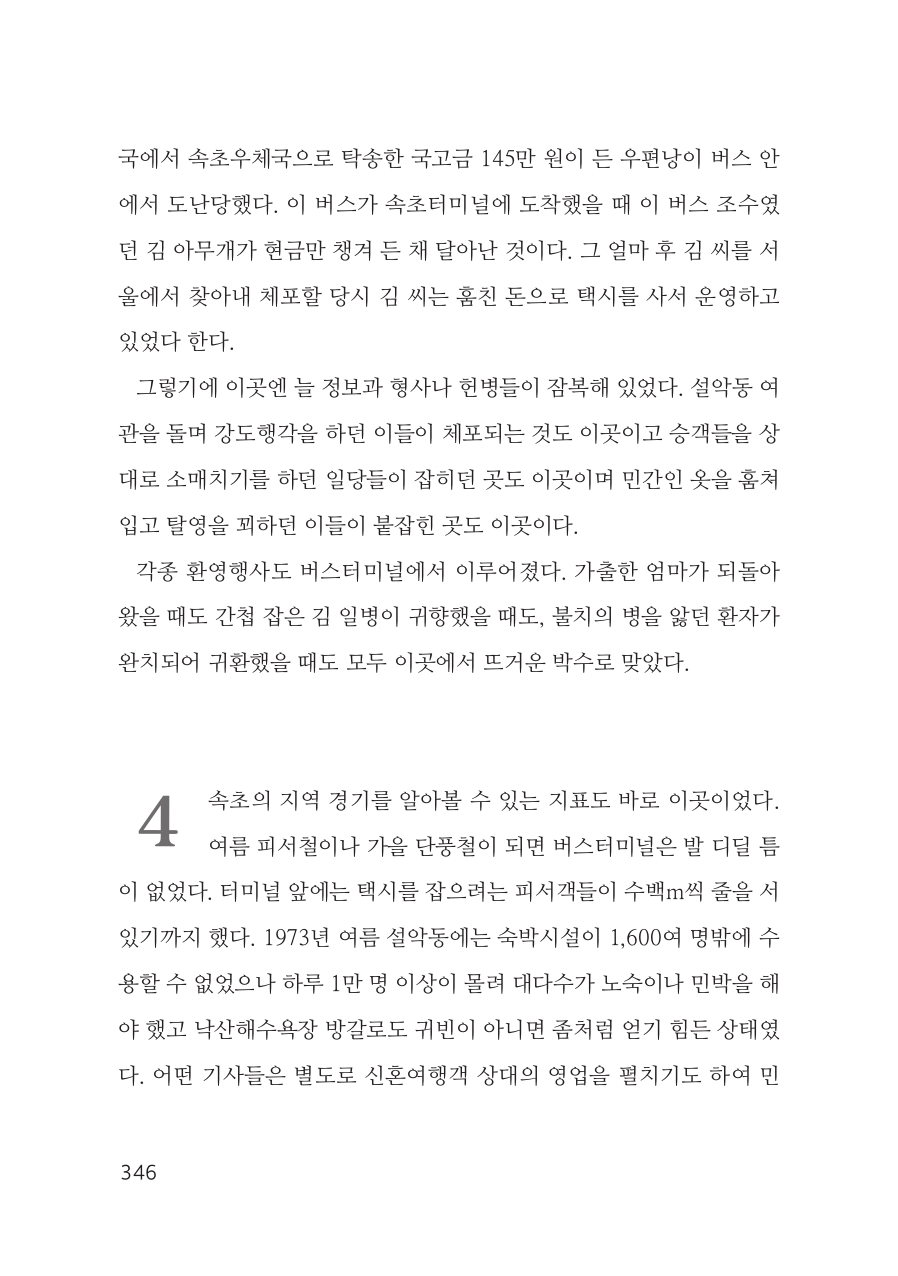 국에서 속초우체국으로 탁송한 국고금 145만 원이 든 우편낭이 버스 안
에서 도난당했다. 이 버스가 속초터미널에 도착했을 때 이 버스 조수였
던 김 아무개가 현금만 챙겨 든 채 달아난 것이다. 그 얼마 후 김 씨를 서
울에서 찾아내 체포할 당시 김 씨는 훔친 돈으로 택시를 사서 운영하고
있었다 한다.
그렇기에 이곳엔 늘 정보과 형사나 헌병들이 잠복해 있었다. 설악동 여
관을 돌며 강도행각을 하던 이들이 체포되는 것도 이곳이고 승객들을 상
대로 소매치기를 하던 일당들이 잡히던 곳도 이곳이며 민간인 옷을 훔쳐
입고 탈영을 꾀하던 이들이 붙잡힌 곳도 이곳이다.
각종 환영행사도 버스터미널에서 이루어졌다. 가출한 엄마가 되돌아
왔을 때도 간첩 잡은 김 일병이 귀향했을 때도, 불치의 병을 앓던 환자가
완치되어 귀환했을 때도 모두 이곳에서 뜨거운 박수로 맞았다.
4
속초의 지역 경기를 알아볼 수 있는 지표도 바로 이곳이었다.
여름 피서철이나 가을 단풍철이 되면 버스터미널은 발 디딜 틈
이 없었다. 터미널 앞에는 택시를 잡으려는 피서객들이 수백m씩 줄을 서
있기까지 했다. 1973년 여름 설악동에는 숙박시설이 1,600여 명밖에 수
용할 수 없었으나 하루 1만 명 이상이 몰려 대다수가 노숙이나 민박을 해
야 했고 낙산해수욕장 방갈로도 귀빈이 아니면 좀처럼 얻기 힘든 상태였
다. 어떤 기사들은 별도로 신혼여행객 상대의 영업을 펼치기도 하여 민
346